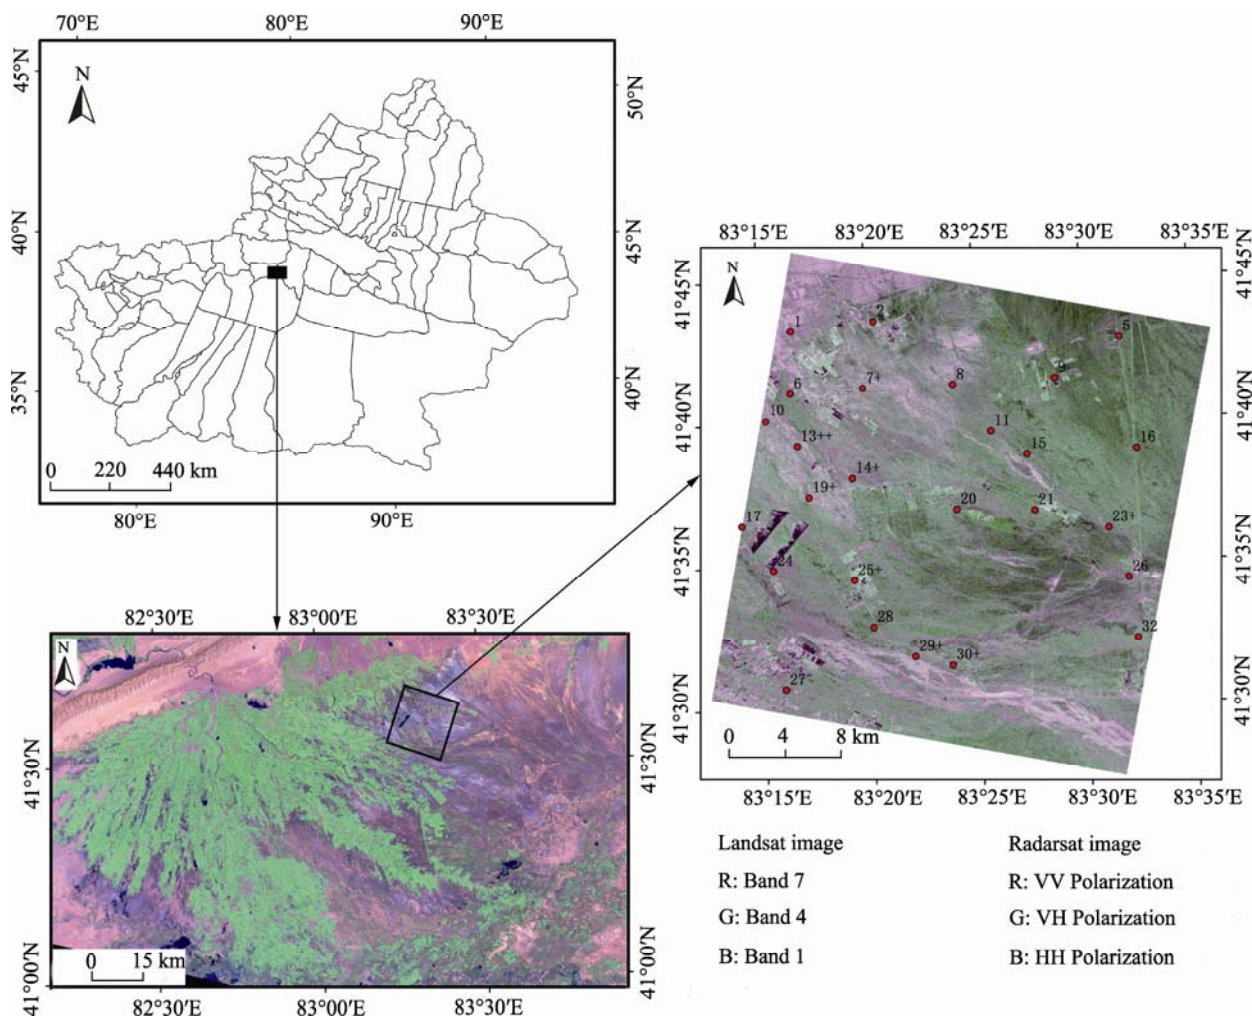 70°E 80°E 90°E
45°N
N
50°N
40°N
45°N
35°N
40°N
0 220 440 km
80°E 90°E
83°15′E 83°20′E 83°25′E 83°30′E 83°35′E
41°45′N
N
41°45′N
1
2
5
6
7+
8
9
10
11
41°40′N
41°40′N
13++
15
16
14+
19+
20
21
17
23+
41°35′N
41°35′N
24
25+
26
28
32
29+
30+
27
41°30′N
41°30′N
0 4 8 km
83°15′E 83°20′E 83°25′E 83°30′E 83°35′E
82°30′E 83°00′E 83°30′E
N
41°30′N
41°30′N
41°00′N
41°00′N
0 15 km
82°30′E 83°00′E 83°30′E
Landsat image
R: Band 7
G: Band 4
B: Band 1
Radarsat image
R: VV Polarization
G: VH Polarization
B: HH Polarization